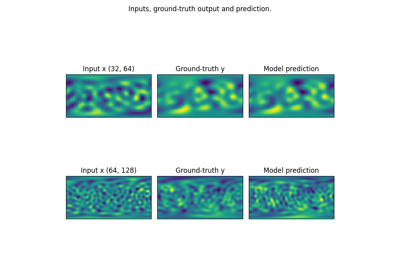 Inputs, ground-truth output and prediction.
Input x (32, 64) Ground-truth y Model prediction
Input x (64, 128) Ground-truth y Model prediction